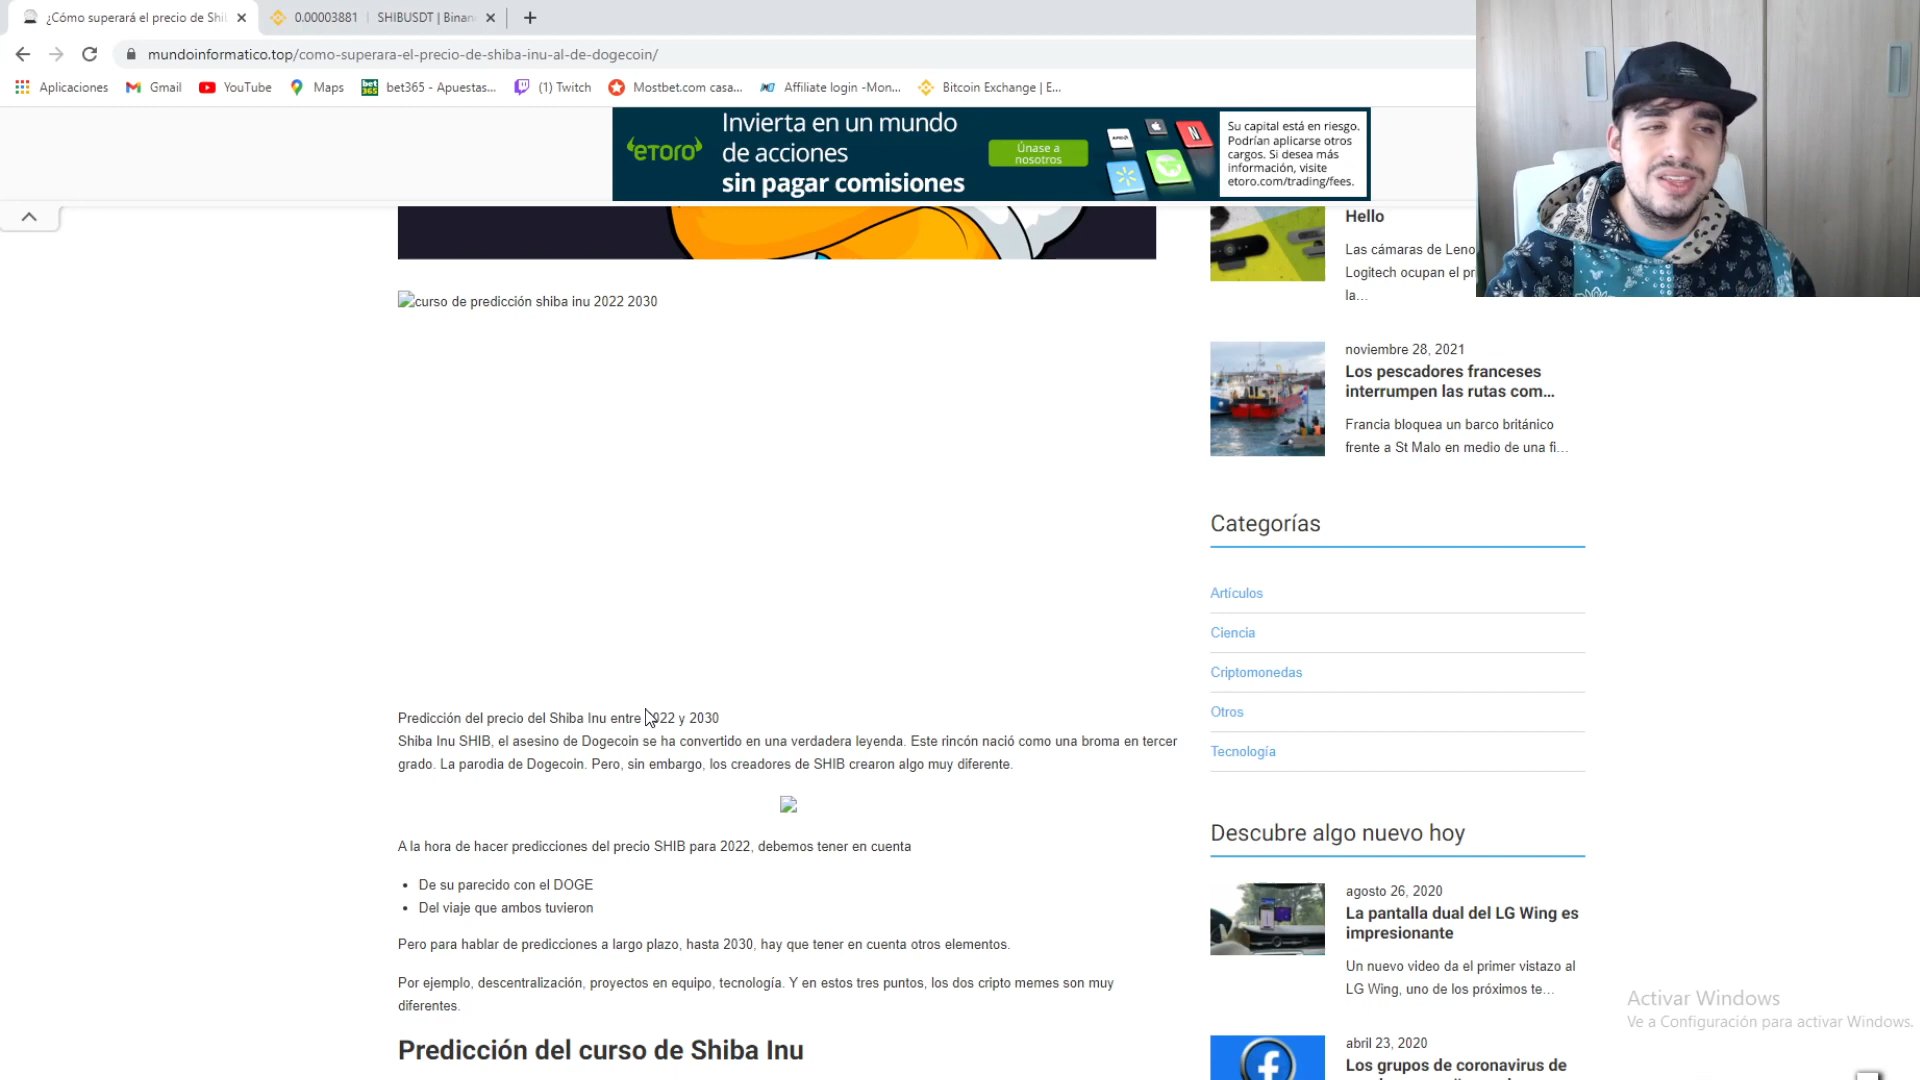 ¿Cómo superará el precio de Shi
0.00003881 | SHIBUSDT | Binan
mundoinformatico.top/como-superara-el-precio-de-shiba-inu-al-de-dogecoin/
Aplicaciones
Gmail
YouTube
Maps
bet365
bet365 - Apuestas...
(1) Twitch
Mostbet.com casa...
Affiliate login -Mon...
Bitcoin Exchange | E...
eTORO
Invierta en un mundo
de acciones
sin pagar comisiones
Únase a
nosotros
Su capital está en riesgo.
Podrían aplicarse otros
cargos. Si desea más
información, visite
etoro.com/trading/fees.
curso de predicción shiba inu 2022 2030
Predicción del precio del Shiba Inu entre 2022 y 2030
Shiba Inu SHIB, el asesino de Dogecoin se ha convertido en una verdadera leyenda. Este rincón nació como una broma en tercer
grado. La parodia de Dogecoin. Pero, sin embargo, los creadores de SHIB crearon algo muy diferente.
A la hora de hacer predicciones del precio SHIB para 2022, debemos tener en cuenta
• De su parecido con el DOGE
• Del viaje que ambos tuvieron
Pero para hablar de predicciones a largo plazo, hasta 2030, hay que tener en cuenta otros elementos.
Por ejemplo, descentralización, proyectos en equipo, tecnología. Y en estos tres puntos, los dos cripto memes son muy
diferentes.
Predicción del curso de Shiba Inu
Hello
Las cámaras de Leno
Logitech ocupan el pr
la...
noviembre 28, 2021
Los pescadores franceses
interrumpen las rutas com...
Francia bloquea un barco británico
frente a St Malo en medio de una fi...
Categorías
Artículos
Ciencia
Criptomonedas
Otros
Tecnología
Descubre algo nuevo hoy
agosto 26, 2020
La pantalla dual del LG Wing es
impresionante
Un nuevo video da el primer vistazo al
LG Wing, uno de los próximos te...
abril 23, 2020
Los grupos de coronavirus de
Activar Windows
Ve a Configuración para activar Windows.